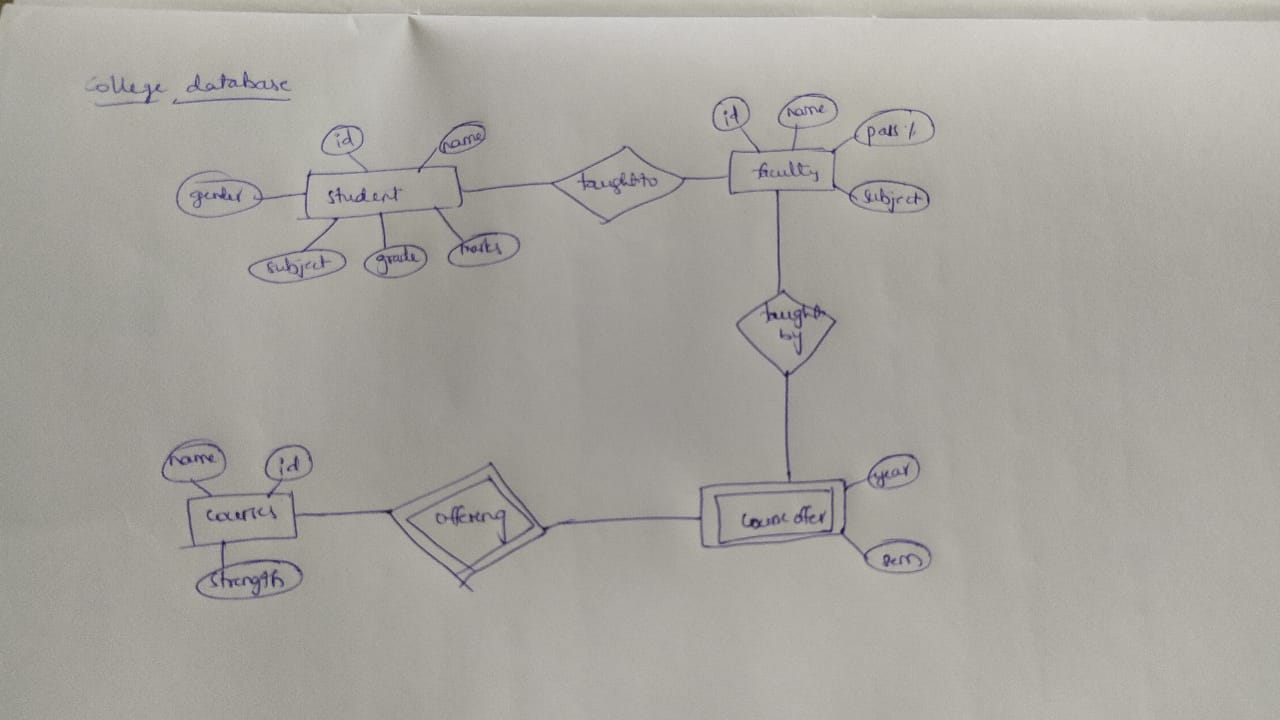 College database
id
name
gender
student
subject
grade
marks
taught to
id
name
pass %
faculty
subject
taught
by
name
id
courses
strength
offering
course offer
year
sem